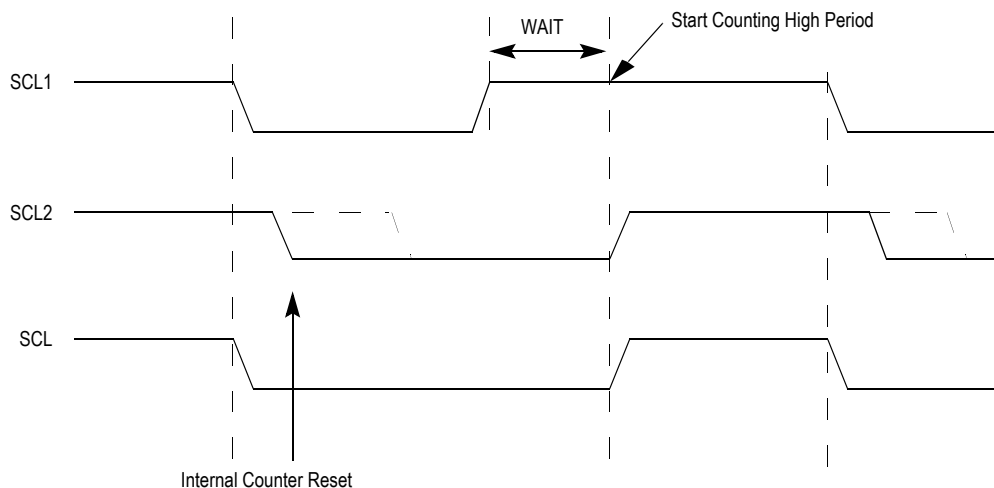 Start Counting High Period
WAIT
SCL1
SCL2
SCL
Internal Counter Reset